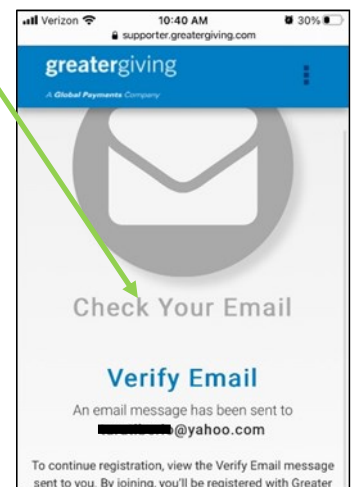 Verizon 10:40 AM 30%
supporter.greatergiving.com
greatergiving
A Global Payments Company
Check Your Email
Verify Email
An email message has been sent to
@yahoo.com
To continue registration, view the Verify Email message
sent to you. By joining, you'll be registered with Greater